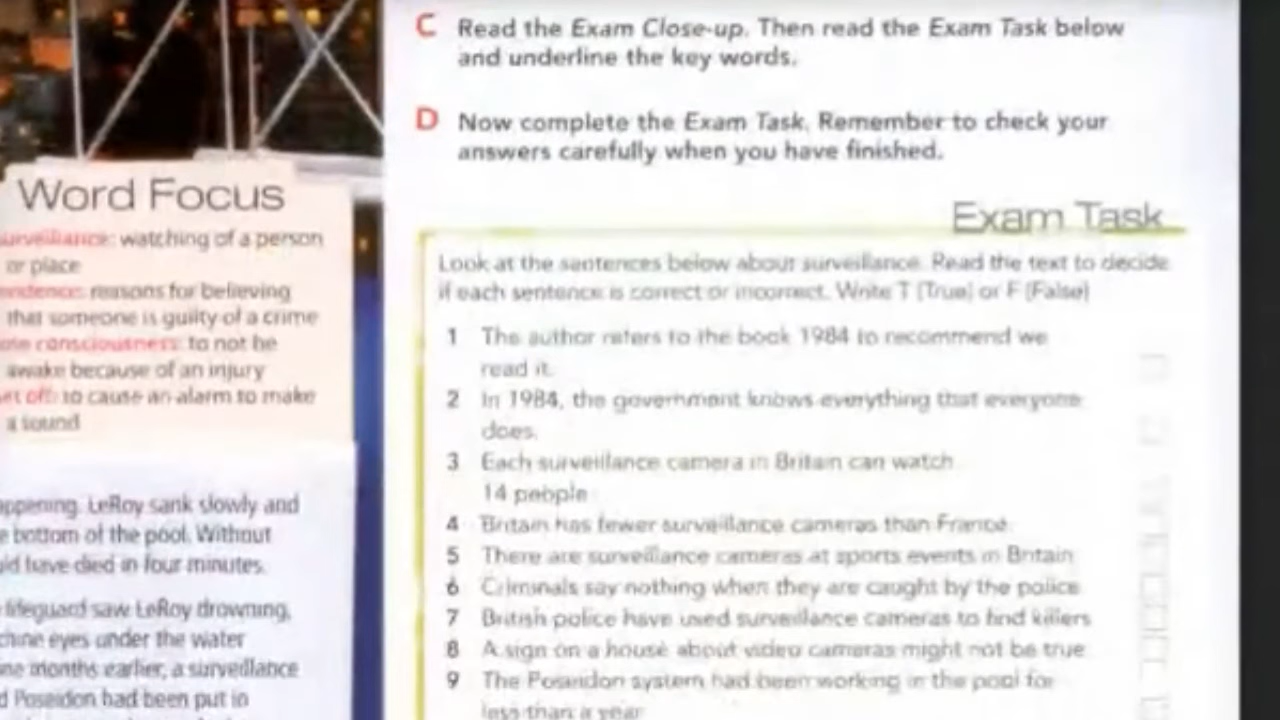 Word Focus
surveillance: watching of a person
or place
evidence: reasons for believing
that someone is guilty of a crime
lose consciousness: to not be
awake because of an injury
set off: to cause an alarm to make
a sound
happening. LeRoy sank slowly and
bottom of the pool. Without
have died in four minutes.
lifeguard saw LeRoy drowning,
eyes under the water
months earlier, a surveillance
Poseidon had been put in
C Read the Exam Close-up. Then read the Exam Task below
and underline the key words.
D Now complete the Exam Task. Remember to check your
answers carefully when you have finished.
Exam Task
Look at the sentences below about surveillance. Read the text to decide
if each sentence is correct or incorrect. Write T (True) or F (False)
1 The author refers to the book 1984 to recommend we
read it.
2 In 1984, the government knows everything that everyone
does.
3 Each surveillance camera in Britain can watch
14 people
4 Britain has fewer surveillance cameras than France.
5 There are surveillance cameras at sports events in Britain
6 Criminals say nothing when they are caught by the police
7 British police have used surveillance cameras to find killers
8 A sign on a house about video cameras might not be true
9 The Poseidon system had been working in the pool for
less than a year